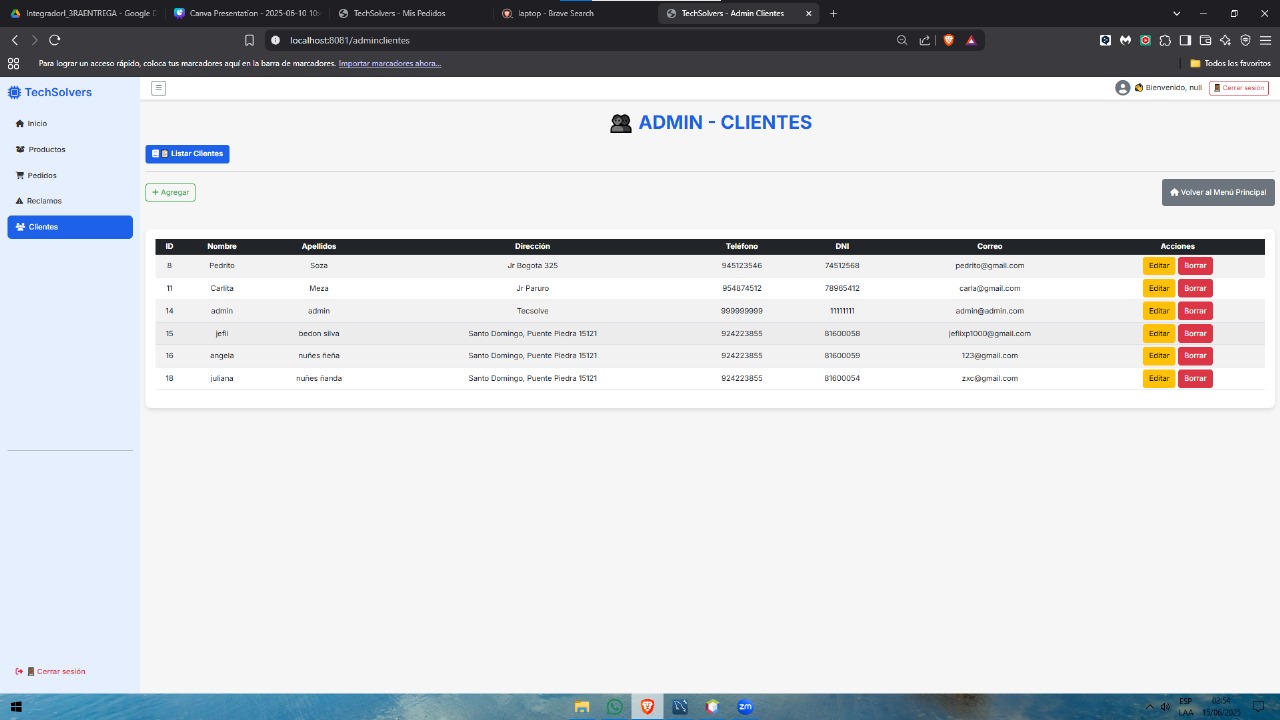 IntegradorI_3RAENTREGA - Google D
Canva Presentation - 2025-06-10 10:
TechSolvers - Mis Pedidos
laptop - Brave Search
TechSolvers - Admin Clientes
localhost:8081/adminclientes
Para lograr un acceso rápido, coloca tus marcadores aquí en la barra de marcadores. Importar marcadores ahora...
Todos los favoritos
TechSolvers
Bienvenido, null
Cerrar sesión
Inicio
Productos
Pedidos
Reclamos
Clientes
ADMIN - CLIENTES
Listar Clientes
+ Agregar
Volver al Menú Principal
ID Nombre Apellidos Dirección Teléfono DNI Correo Acciones
8 Pedrito Soza Jr Bogota 325 945123546 74512568 pedrito@gmail.com Editar Borrar
11 Carlita Meza Jr Paruro 954874512 78965412 carla@gmail.com Editar Borrar
14 admin admin Tecsolve 999999999 11111111 admin@admin.com Editar Borrar
15 jefli bedon silva Santo Domingo, Puente Piedra 15121 924223855 81600058 jeflixp1000@gmail.com Editar Borrar
16 angela nuñes ñeña Santo Domingo, Puente Piedra 15121 924223855 81600059 123@gmail.com Editar Borrar
18 juliana nuñes ñanda Santo Domingo, Puente Piedra 15121 924223855 81600054 zxc@gmail.com Editar Borrar
Cerrar sesión
zm
ESP
LAA
02:54
15/06/2025